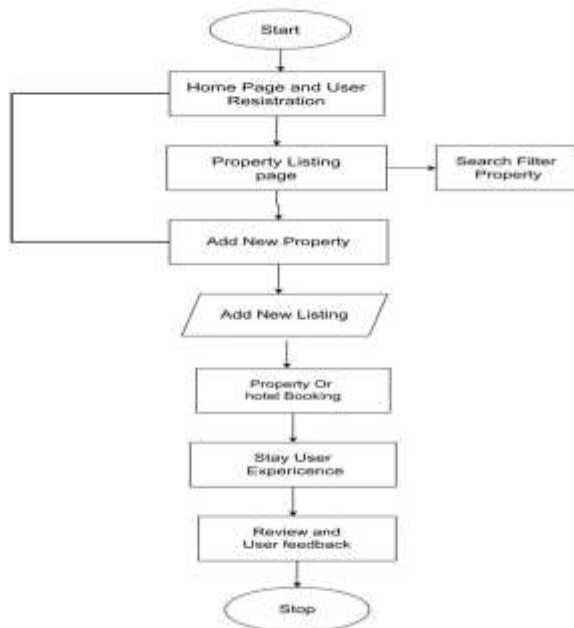 Start
Home Page and User
Resistration
Property Listing
page
Search Filter
Property
Add New Property
Add New Listing
Property Or
hotel Booking
Stay User
Expericence
Review and
User feedback
Stop